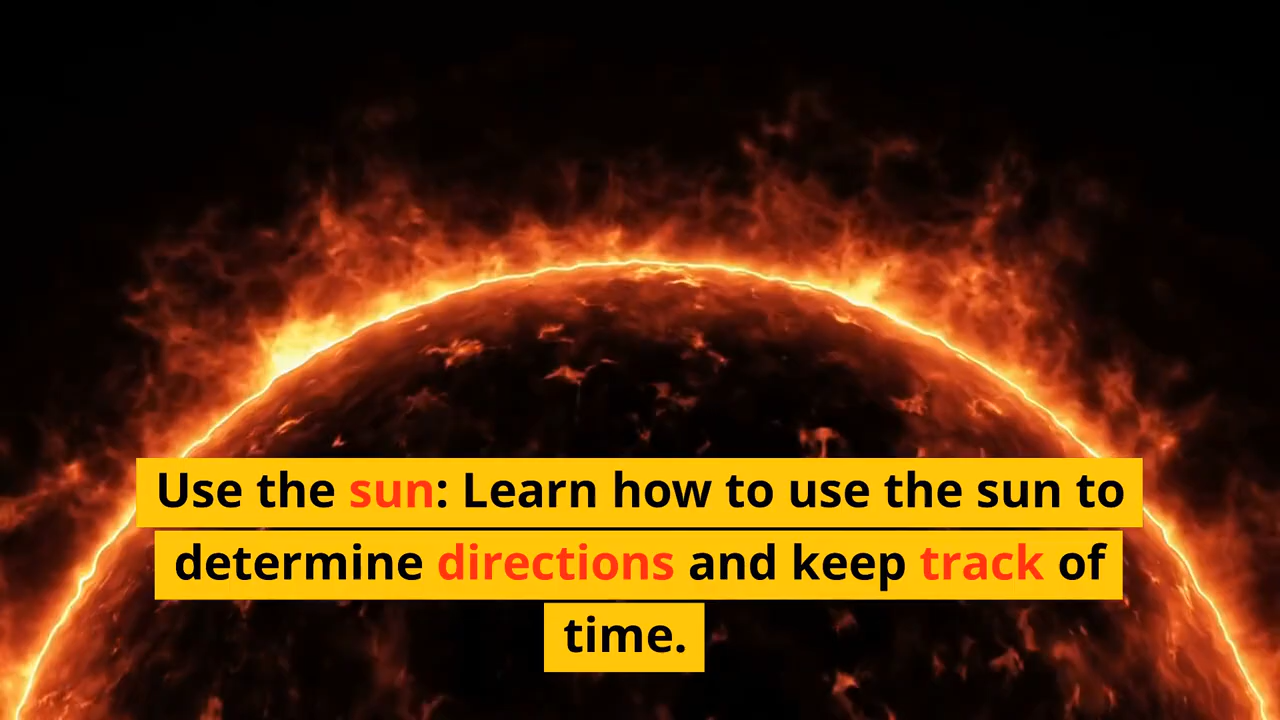 Use the sun: Learn how to use the sun to
determine directions and keep track of
time.